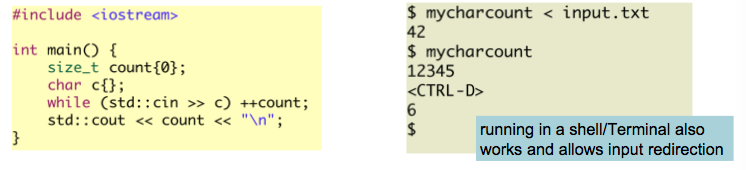 #include <iostream>
int main() {
    size_t count{0};
    char c{};
    while (std::cin >> c) ++count;
    std::cout << count << "\n";
}
$ mycharcount < input.txt
42
$ mycharcount
12345
<CTRL-D>
6
$
running in a shell/Terminal also
works and allows input redirection